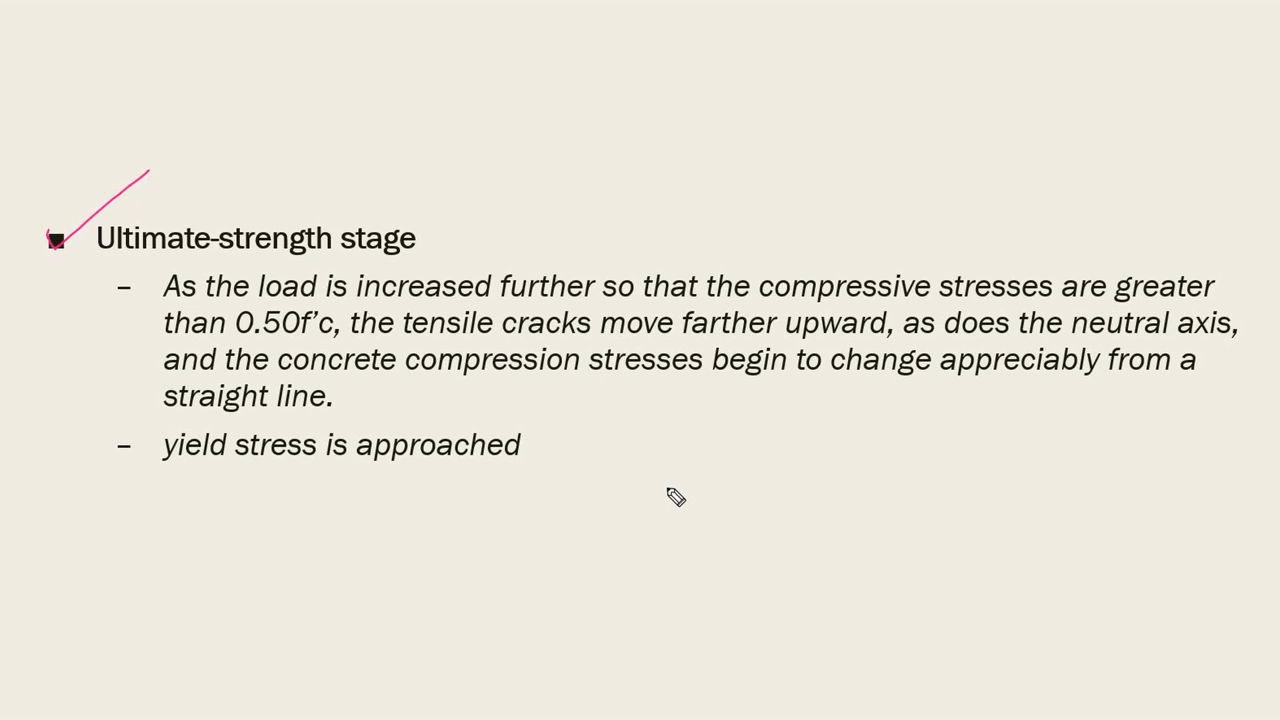 ■ Ultimate-strength stage
– As the load is increased further so that the compressive stresses are greater
than 0.50f’c, the tensile cracks move farther upward, as does the neutral axis,
and the concrete compression stresses begin to change appreciably from a
straight line.
– yield stress is approached